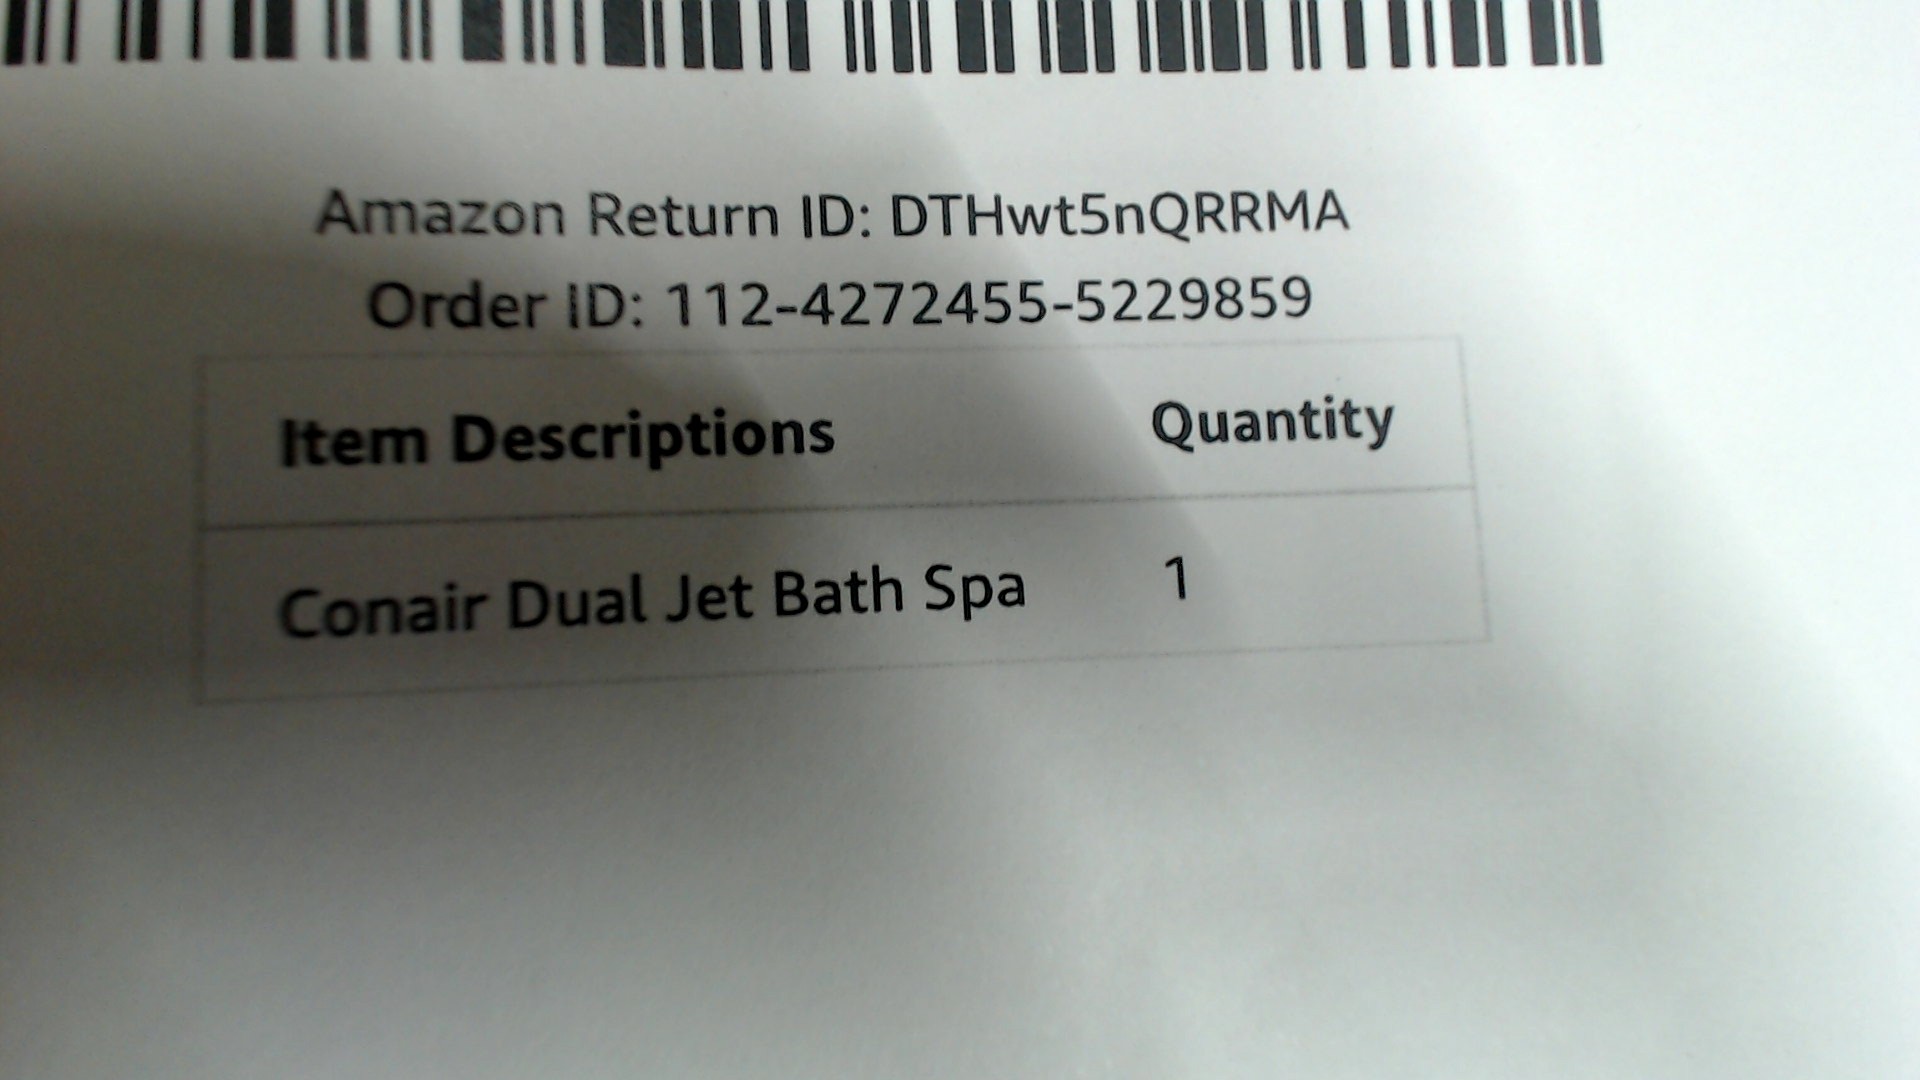 Amazon Return ID: DTHwt5nQRRMA
Order ID: 112-4272455-5229859
Item Descriptions Quantity
Conair Dual Jet Bath Spa 1